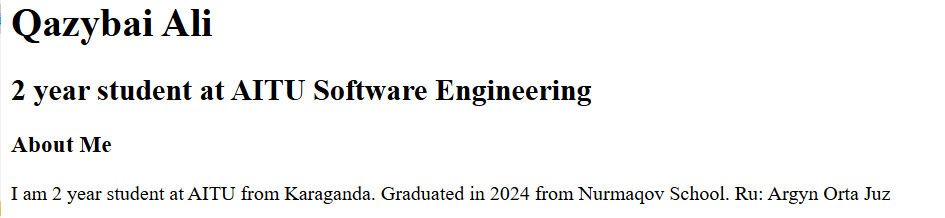 Qazybai Ali
2 year student at AITU Software Engineering
About Me
I am 2 year student at AITU from Karaganda. Graduated in 2024 from Nurmaqov School. Ru: Argyn Orta Juz